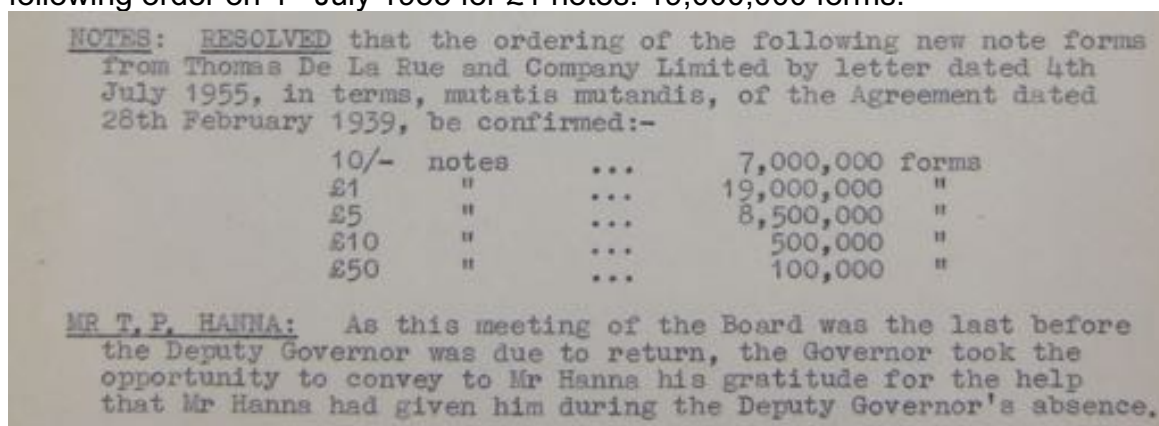 following order on July for £1 notes: forms.
NOTES: RESOLVED that the ordering of the following new note forms
from Thomas De La Rue and Company Limited by letter dated 4th
July 1955, in terms, mutatis mutandis, of the Agreement dated
28th February 1939, be confirmed:-
10/- notes ... 7,000,000 forms
£1 " ... 19,000,000 "
£5 " ... 8,500,000 "
£10 " ... 500,000 "
£50 " ... 100,000 "
MR T.P. HANNA: As this meeting of the Board was the last before
the Deputy Governor was due to return, the Governor took the
opportunity to convey to Mr Hanna his gratitude for the help
that Mr Hanna had given him during the Deputy Governor's absence.